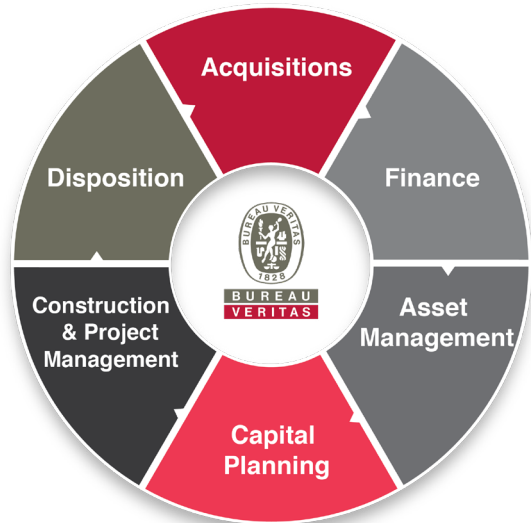 Acquisitions
Finance
Asset
Management
Capital
Planning
Construction
& Project
Management
Disposition
BUREAU VERITAS
1828
BUREAU
VERITAS